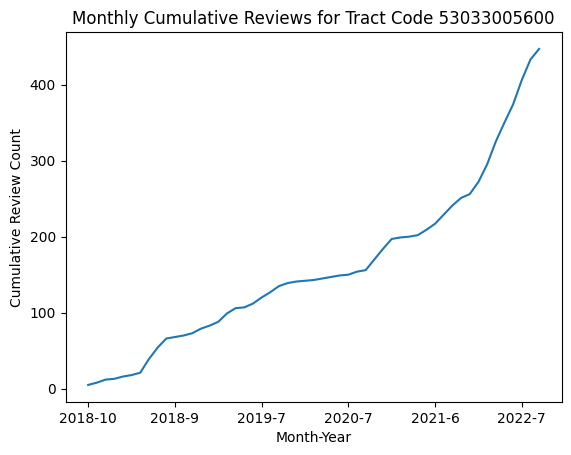 Monthly Cumulative Reviews for Tract Code 53033005600
Cumulative Review Count
400
300
200
100
0
2018-10 2018-9 2019-7 2020-7 2021-6 2022-7
Month-Year